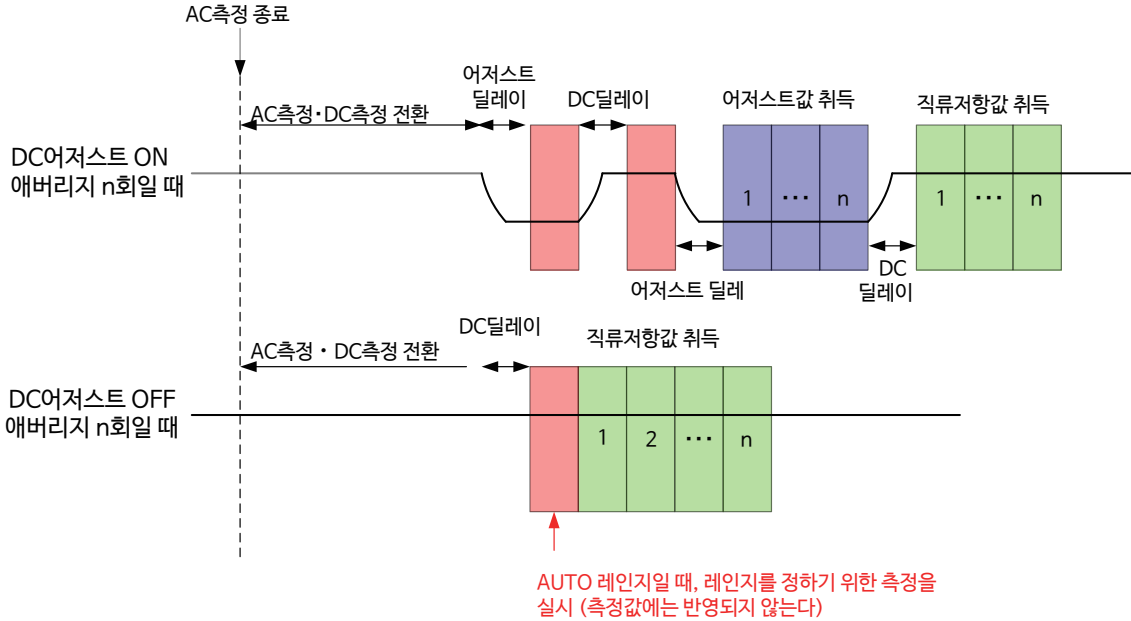 AC측정 종료
어저스트
딜레이
DC딜레이
어저스트값 취득
직류저항값 취득
AC측정·DC측정 전환
DC어저스트 ON
애버리지 n회일 때
1 ··· n
1 ··· n
어저스트 딜레
DC
딜레이
DC딜레이
직류저항값 취득
AC측정 · DC측정 전환
DC어저스트 OFF
애버리지 n회일 때
1 2 ··· n
AUTO 레인지일 때, 레인지를 정하기 위한 측정을
실시 (측정값에는 반영되지 않는다)